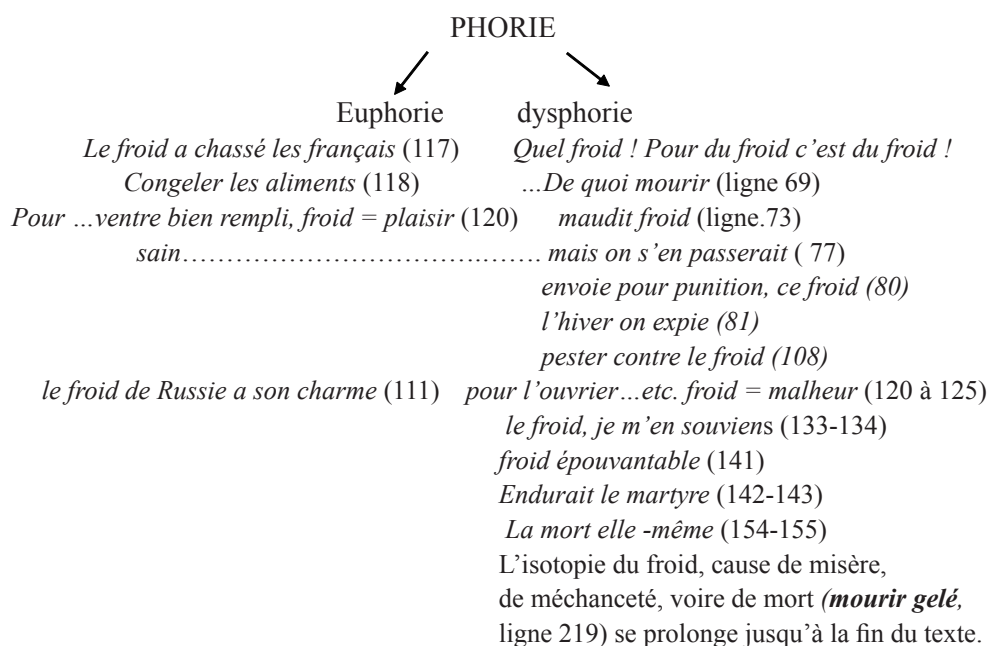 PHORIE
Euphorie dysphorie
Le froid a chassé les français (117) Quel froid ! Pour du froid c’est du froid !
Congeler les aliments (118) …De quoi mourir (ligne 69)
Pour …ventre bien rempli, froid = plaisir (120) maudit froid (ligne.73)
sain…………………………….……. mais on s’en passerait ( 77)
envoie pour punition, ce froid (80)
l’hiver on expie (81)
pester contre le froid (108)
le froid de Russie a son charme (111) pour l’ouvrier…etc. froid = malheur (120 à 125)
le froid, je m’en souviens (133-134)
froid épouvantable (141)
Endurait le martyre (142-143)
La mort elle -même (154-155)
L’isotopie du froid, cause de misère,
de méchanceté, voire de mort (mourir gelé,
ligne 219) se prolonge jusqu’à la fin du texte.